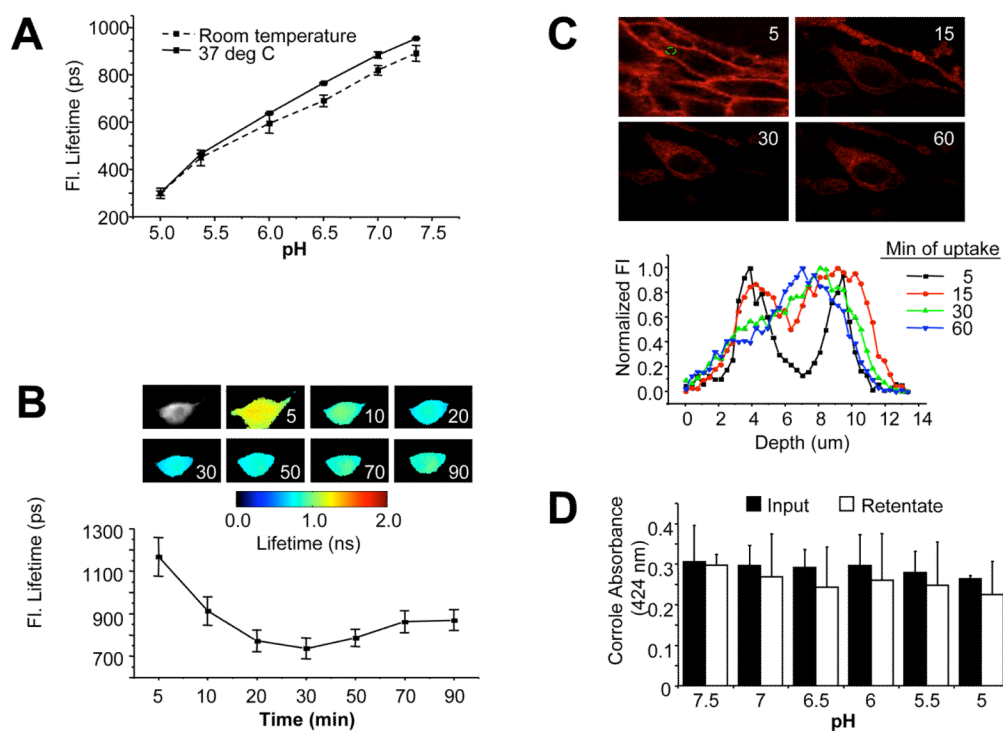 A
Fl. Lifetime (ps)
1000
800
600
400
200
Room temperature
37 deg C
5.0 5.5 6.0 6.5 7.0 7.5
pH
B
5 10 20
30 50 70 90
0.0 1.0 2.0
Lifetime (ns)
Fl. Lifetime (ps)
1300
1100
900
700
5 10 20 30 50 70 90
Time (min)
C
5 15
30 60
Min of uptake
5
15
30
60
Normalized FI
1.0
0.8
0.6
0.4
0.2
0.0
0 2 4 6 8 10 12 14
Depth (um)
D
Input Retentate
Corrole Absorbance
(424 nm)
0.4
0.3
0.2
0.1
0
7.5 7 6.5 6 5.5 5
pH